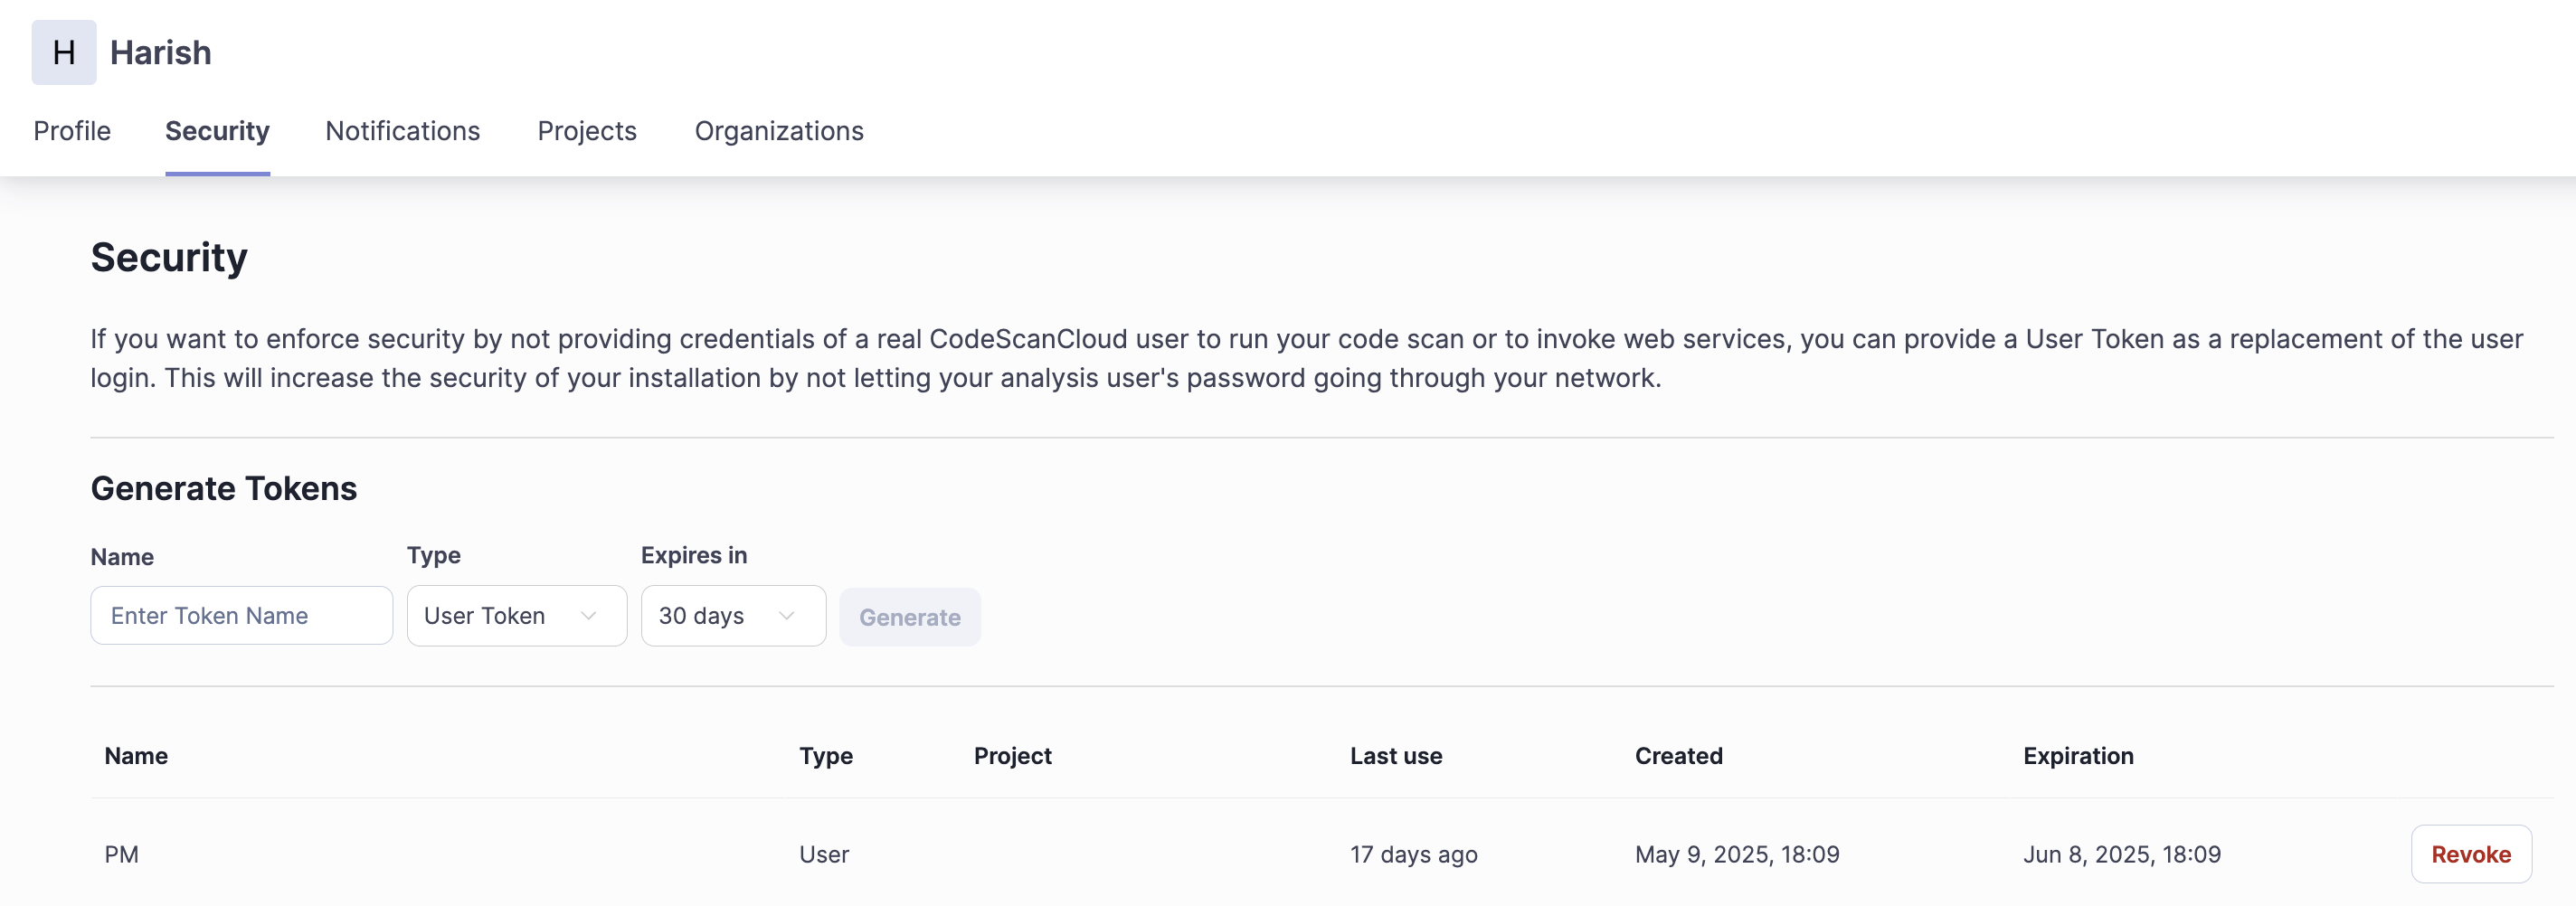 H Harish
Profile Security Notifications Projects Organizations
Security
If you want to enforce security by not providing credentials of a real CodeScanCloud user to run your code scan or to invoke web services, you can provide a User Token as a replacement of the user
login. This will increase the security of your installation by not letting your analysis user's password going through your network.
Generate Tokens
Name Type Expires in
Enter Token Name User Token 30 days Generate
Name Type Project Last use Created Expiration
PM User 17 days ago May 9, 2025, 18:09 Jun 8, 2025, 18:09 Revoke